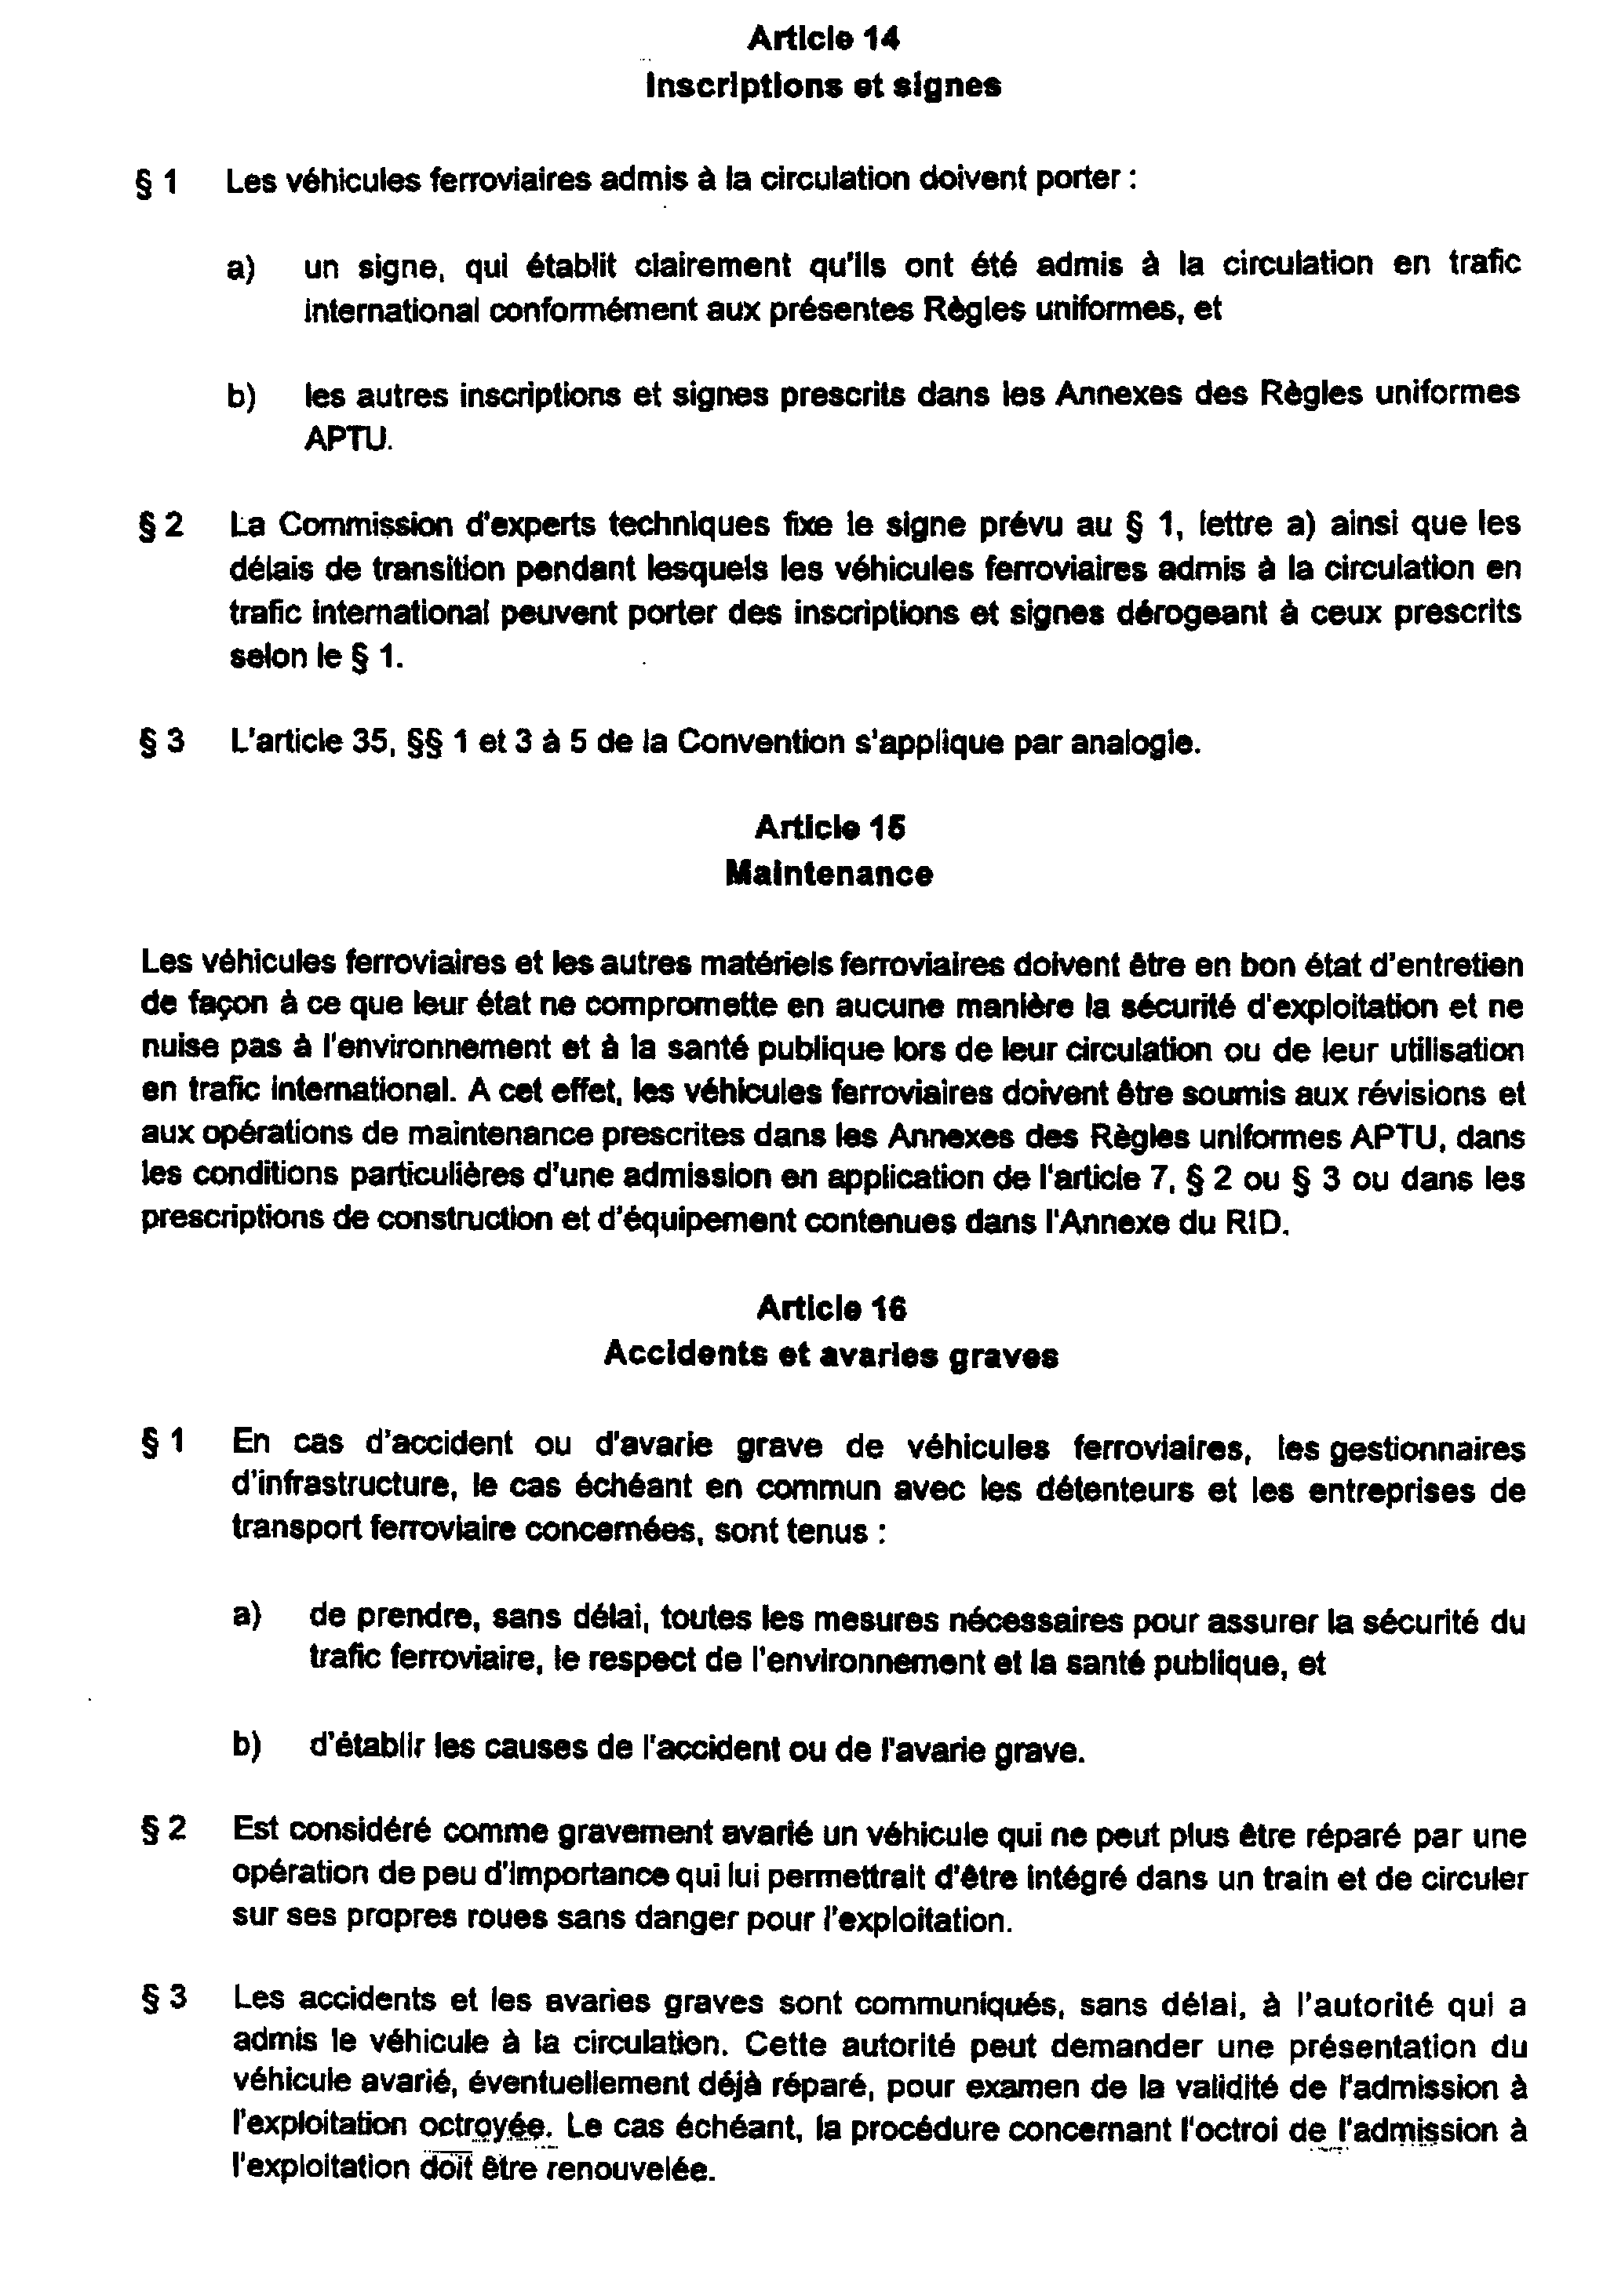 Article 14
Inscriptions et signes
§ 1 Les véhicules ferroviaires admis à la circulation doivent porter :
a) un signe, qui établit clairement qu'ils ont été admis à la circulation en trafic
international conformément aux présentes Règles uniformes, et
b) les autres inscriptions et signes prescrits dans les Annexes des Règles uniformes
APTU.
§ 2 La Commission d'experts techniques fixe le signe prévu au § 1, lettre a) ainsi que les
délais de transition pendant lesquels les véhicules ferroviaires admis à la circulation en
trafic international peuvent porter des inscriptions et signes dérogeant à ceux prescrits
selon le § 1.
§ 3 L'article 35, §§ 1 et 3 à 5 de la Convention s'applique par analogie.
Article 15
Maintenance
Les véhicules ferroviaires et les autres matériels ferroviaires doivent être en bon état d'entretien
de façon à ce que leur état ne compromette en aucune manière la sécurité d'exploitation et ne
nuise pas à l'environnement et à la santé publique lors de leur circulation ou de leur utilisation
en trafic international. A cet effet, les véhicules ferroviaires doivent être soumis aux révisions et
aux opérations de maintenance prescrites dans les Annexes des Règles uniformes APTU, dans
les conditions particulières d'une admission en application de l'article 7, § 2 ou § 3 ou dans les
prescriptions de construction et d'équipement contenues dans l'Annexe du RID.
Article 16
Accidents et avaries graves
§ 1 En cas d'accident ou d'avarie grave de véhicules ferroviaires, les gestionnaires
d'infrastructure, le cas échéant en commun avec les détenteurs et les entreprises de
transport ferroviaire concernées, sont tenus :
a) de prendre, sans délai, toutes les mesures nécessaires pour assurer la sécurité du
trafic ferroviaire, le respect de l'environnement et la santé publique, et
b) d'établir les causes de l'accident ou de l'avarie grave.
§ 2 Est considéré comme gravement avarié un véhicule qui ne peut plus être réparé par une
opération de peu d'importance qui lui permettrait d'être intégré dans un train et de circuler
sur ses propres roues sans danger pour l'exploitation.
§ 3 Les accidents et les avaries graves sont communiqués, sans délai, à l'autorité qui a
admis le véhicule à la circulation. Cette autorité peut demander une présentation du
véhicule avarié, éventuellement déjà réparé, pour examen de la validité de l'admission à
l'exploitation octroyée. Le cas échéant, la procédure concernant l'octroi de l'admission à
l'exploitation doit être renouvelée.